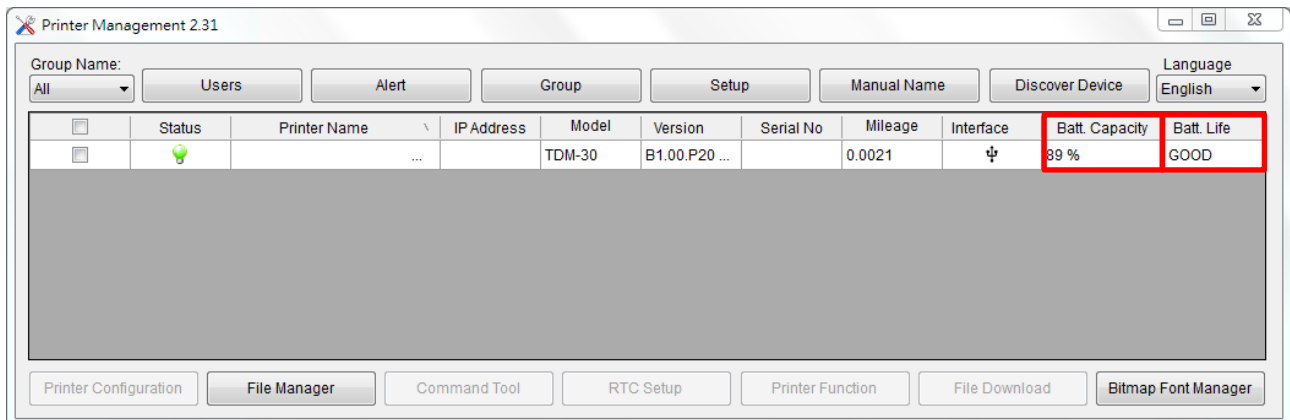 Printer Management 2.31
Group Name:
Language
All Users Alert Group Setup Manual Name Discover Device English
Status Printer Name IP Address Model Version Serial No Mileage Interface Batt. Capacity Batt. Life
... TDM-30 B1.00.P20 ... 0.0021 89 % GOOD
Printer Configuration File Manager Command Tool RTC Setup Printer Function File Download Bitmap Font Manager